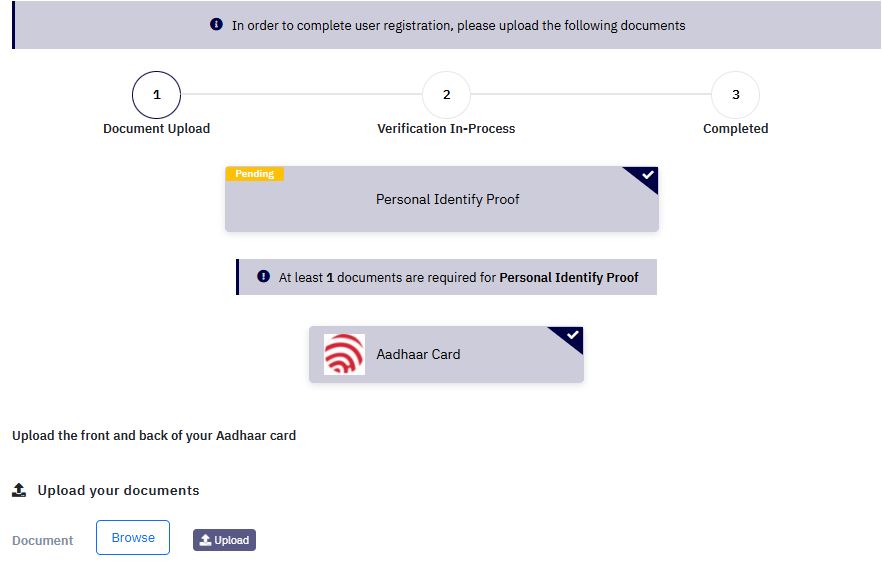 In order to complete user registration, please upload the following documents
1
2
3
Document Upload
Verification In-Process
Completed
Pending
Personal Identify Proof
At least 1 documents are required for Personal Identify Proof
Aadhaar Card
Upload the front and back of your Aadhaar card
Upload your documents
Document
Browse
Upload